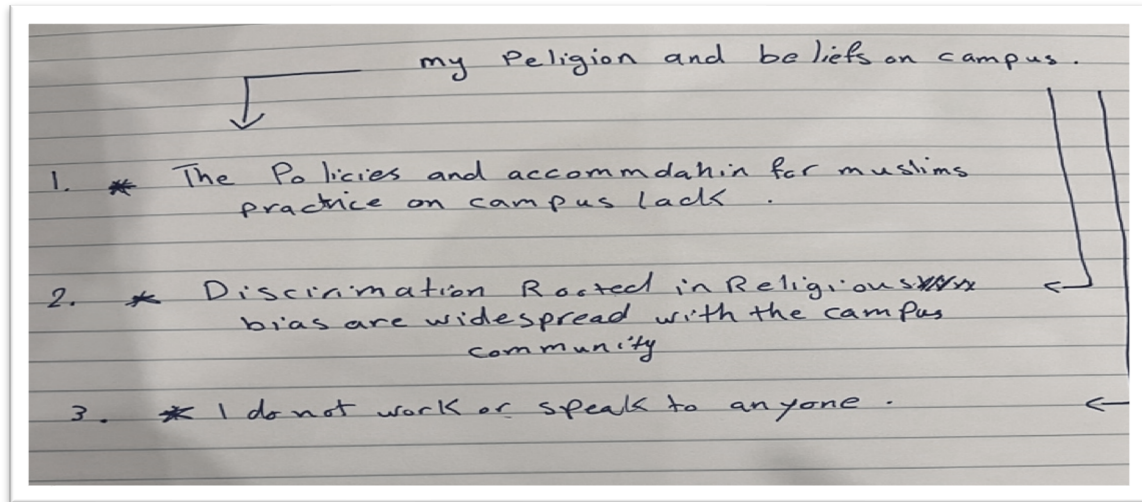 my Peligion and beliefs on campus.
1. * The Policies and accommdahin for muslims
practice on campus lack .
2. * Discirimation Rooted in Religious
bias are widespread with the campus
community
3. * I do not work or speak to anyone .